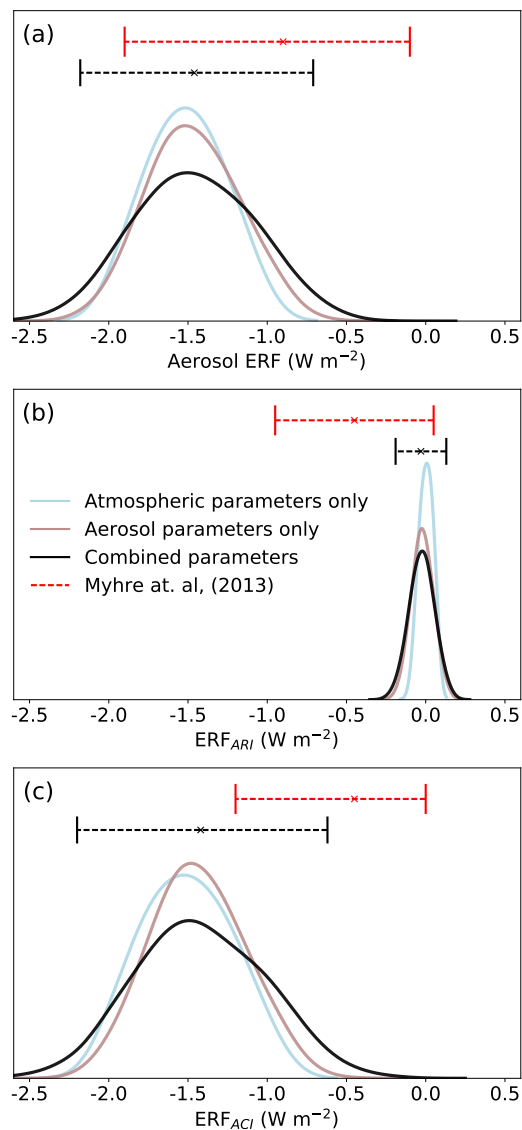 (a)
-2.5 -2.0 -1.5 -1.0 -0.5 0.0 0.5
Aerosol ERF (W m⁻²)
(b)
Atmospheric parameters only
Aerosol parameters only
Combined parameters
Myhre at. al, (2013)
-2.5 -2.0 -1.5 -1.0 -0.5 0.0 0.5
ERF_ARI (W m⁻²)
(c)
-2.5 -2.0 -1.5 -1.0 -0.5 0.0 0.5
ERF_ACI (W m⁻²)